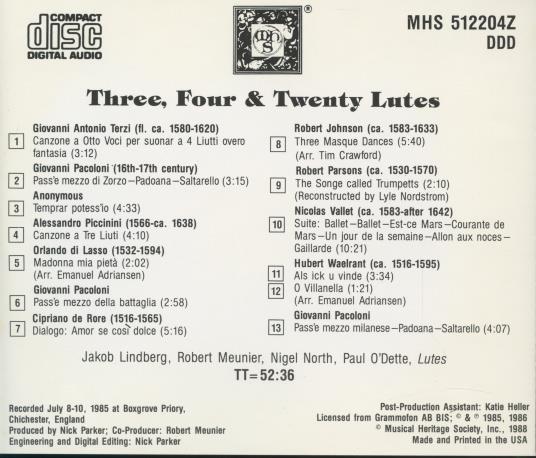 COMPACT
disc
DIGITAL AUDIO
MHS
®
MHS 512204Z
DDD
Three, Four & Twenty Lutes
Giovanni Antonio Terzi (fl. ca. 1580-1620)
1 Canzone a Otto Voci per suonar a 4 Liutti overo
fantasia (3:12)
Giovanni Pacoloni (16th-17th century)
2 Pass'e mezzo di Zorzo–Padoana–Saltarello (3:15)
Anonymous
3 Temprar potess'io (4:33)
Alessandro Piccinini (1566-ca. 1638)
4 Canzone a Tre Liuti (4:10)
Orlando di Lasso (1532-1594)
5 Madonna mia pietà (2:02)
(Arr. Emanuel Adriansen)
Giovanni Pacoloni
6 Pass'e mezzo della battaglia (2:58)
Cipriano de Rore (1516-1565)
7 Dialogo: Amor se così dolce (5:16)
Robert Johnson (ca. 1583-1633)
8 Three Masque Dances (5:40)
(Arr. Tim Crawford)
Robert Parsons (ca. 1530-1570)
9 The Songe called Trumpetts (2:10)
(Reconstructed by Lyle Nordstrom)
Nicolas Vallet (ca. 1583-after 1642)
10 Suite: Ballet–Ballet–Est-ce Mars–Courante de
Mars–Un jour de la semaine–Allon aux noces–
Gaillarde (10:21)
Hubert Waelrant (ca. 1516-1595)
11 Als ick u vinde (3:34)
12 O Villanella (1:21)
(Arr. Emanuel Adriansen)
Giovanni Pacoloni
13 Pass'e mezzo milanese–Padoana–Saltarello (4:07)
Jakob Lindberg, Robert Meunier, Nigel North, Paul O'Dette, Lutes
TT=52:36
Recorded July 8-10, 1985 at Boxgrove Priory,
Chichester, England
Produced by Nick Parker; Co-Producer: Robert Meunier
Engineering and Digital Editing: Nick Parker
Post-Production Assistant: Katie Heller
Licensed from Grammofon AB BIS; © & ℗ 1985, 1986
© Musical Heritage Society, Inc., 1988
Made and Printed in the USA